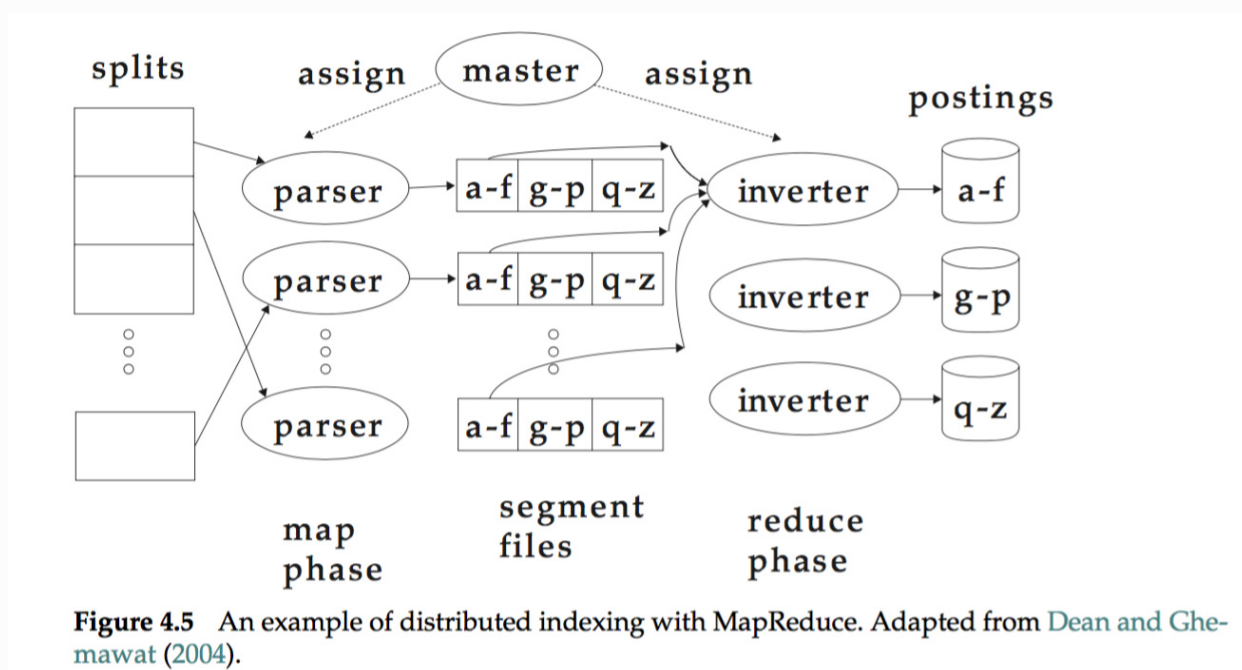 splits
assign
master
assign
postings
parser
a-f g-p q-z
inverter
a-f
parser
a-f g-p q-z
inverter
g-p
parser
a-f g-p q-z
inverter
q-z
map
phase
segment
files
reduce
phase
Figure 4.5 An example of distributed indexing with MapReduce. Adapted from Dean and Ghe-
mawat (2004).